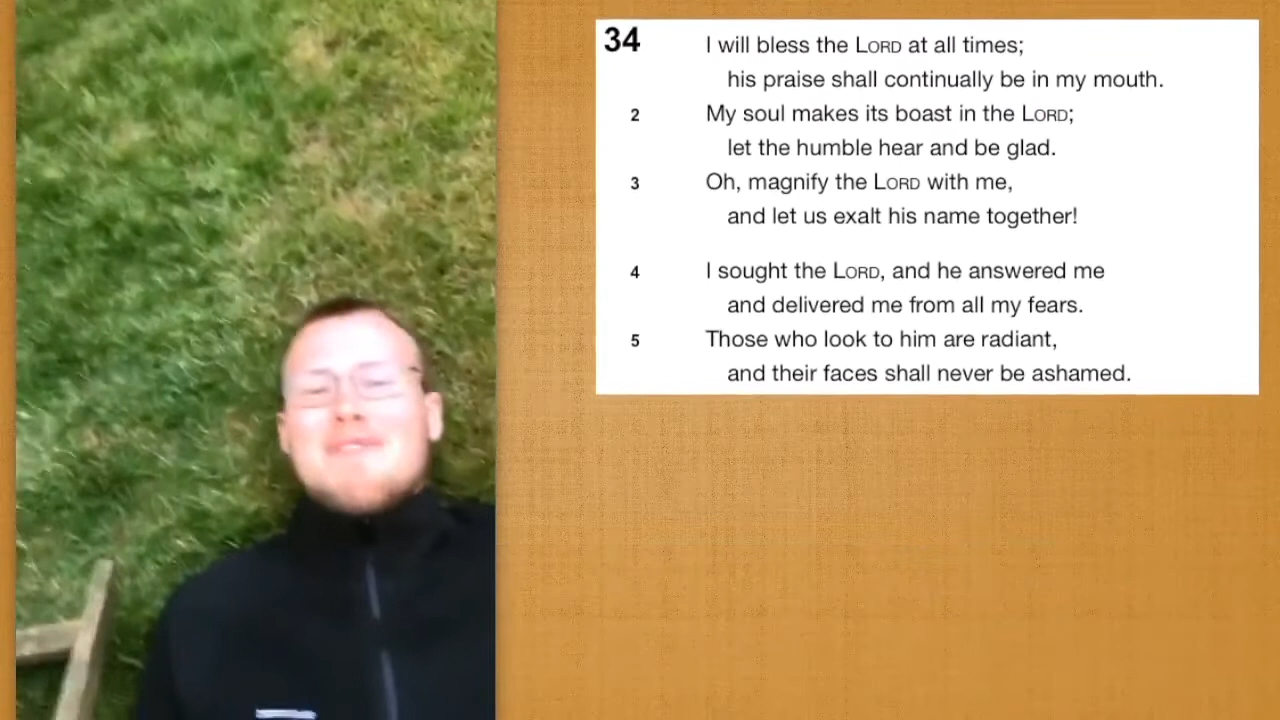 34 I will bless the LORD at all times;
his praise shall continually be in my mouth.
2 My soul makes its boast in the LORD;
let the humble hear and be glad.
3 Oh, magnify the LORD with me,
and let us exalt his name together!
4 I sought the LORD, and he answered me
and delivered me from all my fears.
5 Those who look to him are radiant,
and their faces shall never be ashamed.